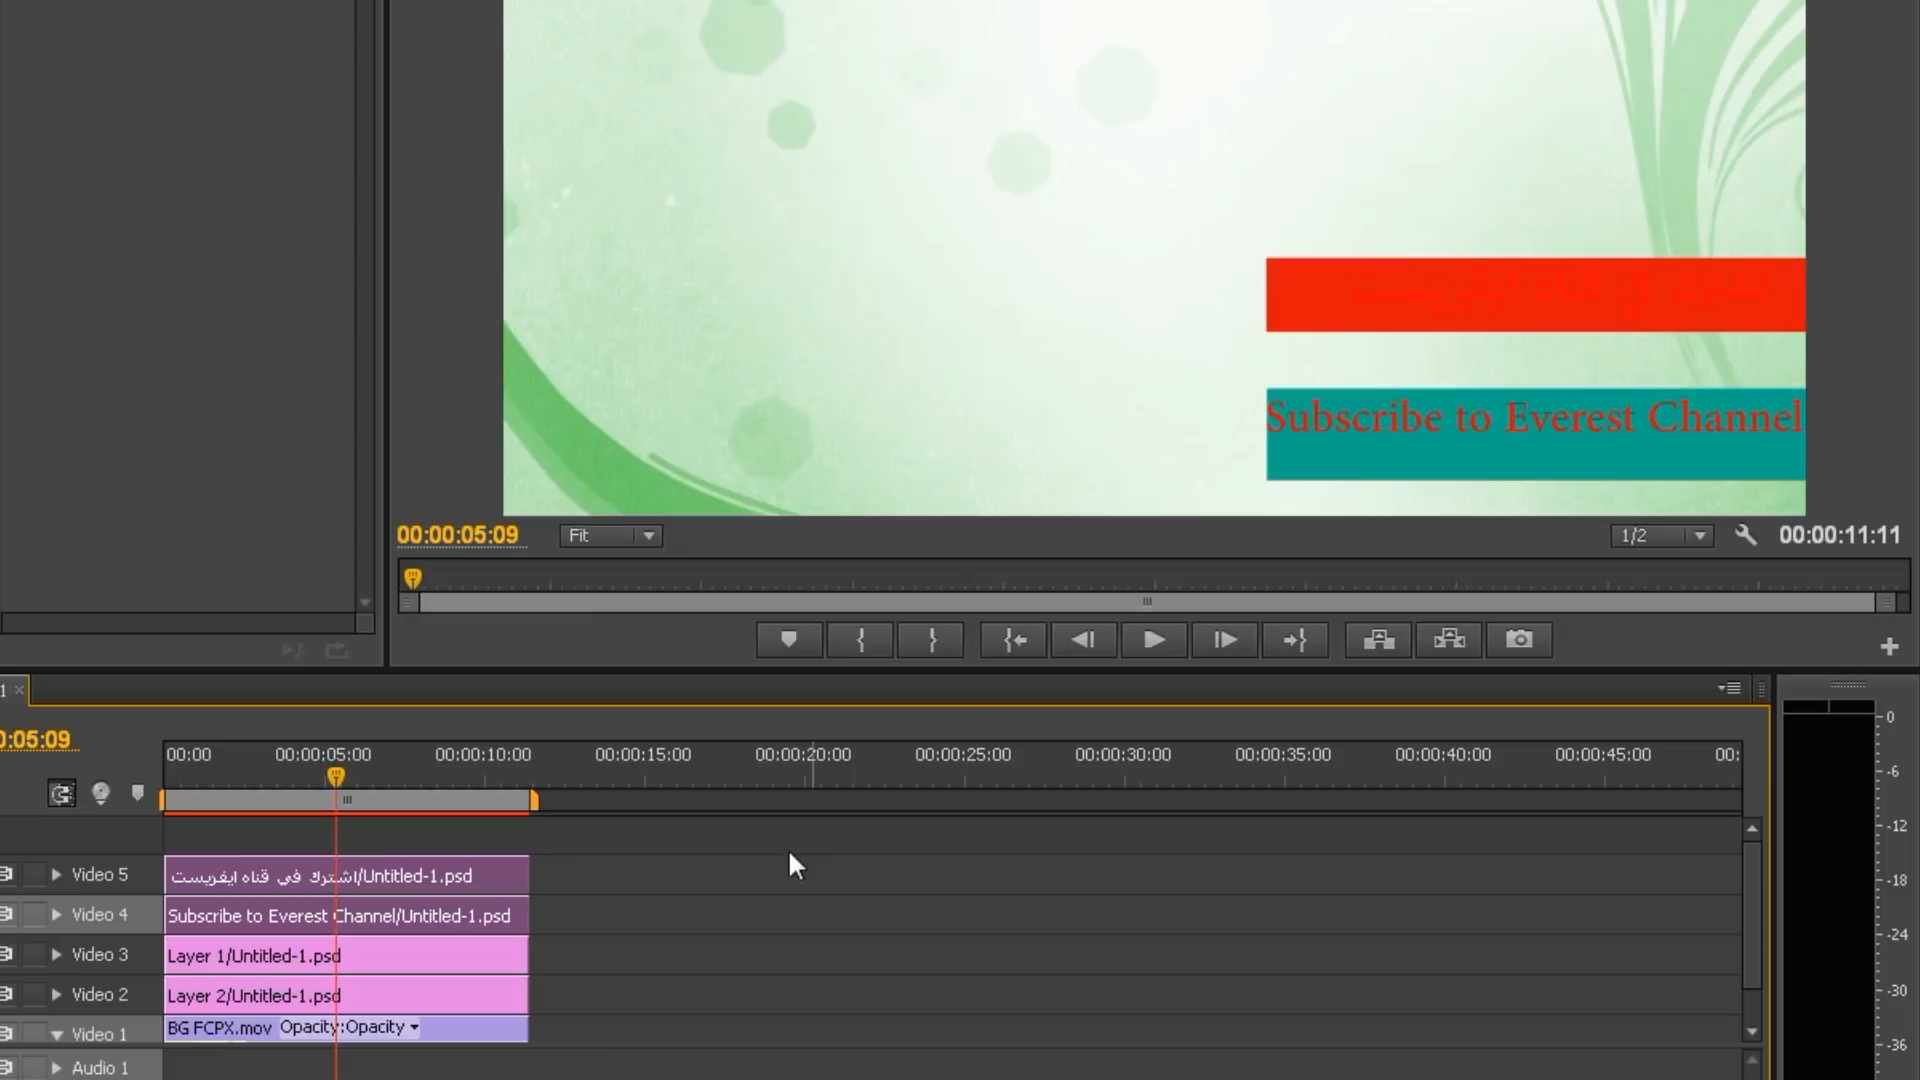 Subscribe to Everest Channel
00:00:05:09
Fit
1/2
00:00:11:11
1
0:05:09
00:00
00:00:05:00
00:00:10:00
00:00:15:00
00:00:20:00
00:00:25:00
00:00:30:00
00:00:35:00
00:00:40:00
00:00:45:00
00:
Video 5
اشترك في قناه ايفريست/Untitled-1.psd
Video 4
Subscribe to Everest Channel/Untitled-1.psd
Video 3
Layer 1/Untitled-1.psd
Video 2
Layer 2/Untitled-1.psd
Video 1
BG FCPX.mov Opacity:Opacity
Audio 1
0
-6
-12
-18
-24
-30
-36